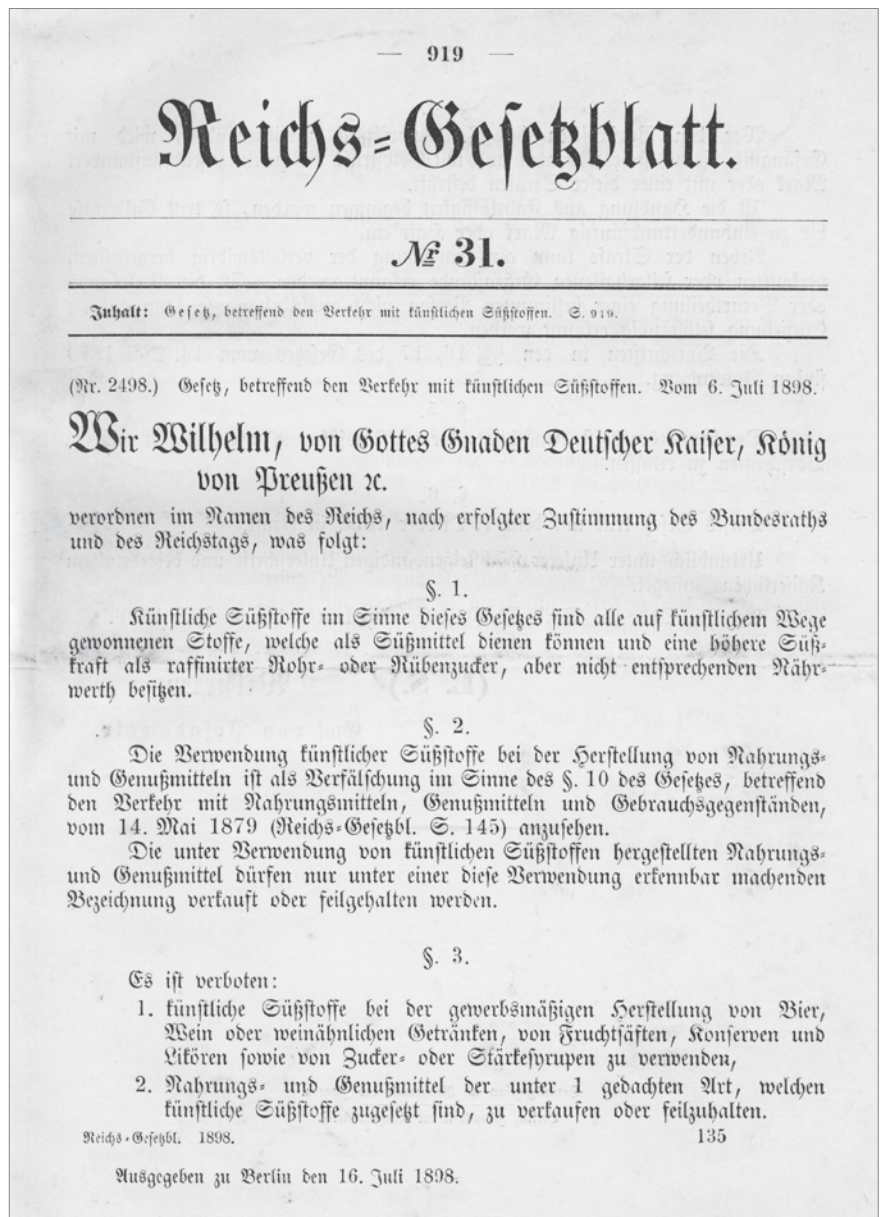 — 919 —
Reichs-Gesetzblatt.
№ 31.
Inhalt: Gesetz, betreffend den Verkehr mit künstlichen Süßstoffen. S. 919.
(Nr. 2498.) Gesetz, betreffend den Verkehr mit künstlichen Süßstoffen. Vom 6. Juli 1898.
Wir Wilhelm, von Gottes Gnaden Deutscher Kaiser, König
von Preußen ꝛc.
verordnen im Namen des Reichs, nach erfolgter Zustimmung des Bundesraths
und des Reichstags, was folgt:
§. 1.
Künstliche Süßstoffe im Sinne dieses Gesetzes sind alle auf künstlichem Wege
gewonnenen Stoffe, welche als Süßmittel dienen können und eine höhere Süß-
kraft als raffinirter Rohr- oder Rübenzucker, aber nicht entsprechenden Nähr-
werth besitzen.
§. 2.
Die Verwendung künstlicher Süßstoffe bei der Herstellung von Nahrungs-
und Genußmitteln ist als Verfälschung im Sinne des §. 10 des Gesetzes, betreffend
den Verkehr mit Nahrungsmitteln, Genußmitteln und Gebrauchsgegenständen,
vom 14. Mai 1879 (Reichs-Gesetzbl. S. 145) anzusehen.
Die unter Verwendung von künstlichen Süßstoffen hergestellten Nahrungs-
und Genußmittel dürfen nur unter einer diese Verwendung erkennbar machenden
Bezeichnung verkauft oder feilgehalten werden.
§. 3.
Es ist verboten:
1. künstliche Süßstoffe bei der gewerbsmäßigen Herstellung von Bier,
Wein oder weinähnlichen Getränken, von Fruchtsäften, Konserven und
Likören sowie von Zucker- oder Stärkesyrupen zu verwenden,
2. Nahrungs- und Genußmittel der unter 1 gedachten Art, welchen
künstliche Süßstoffe zugesetzt sind, zu verkaufen oder feilzuhalten.
Reichs-Gesetzbl. 1898. 135
Ausgegeben zu Berlin den 16. Juli 1898.